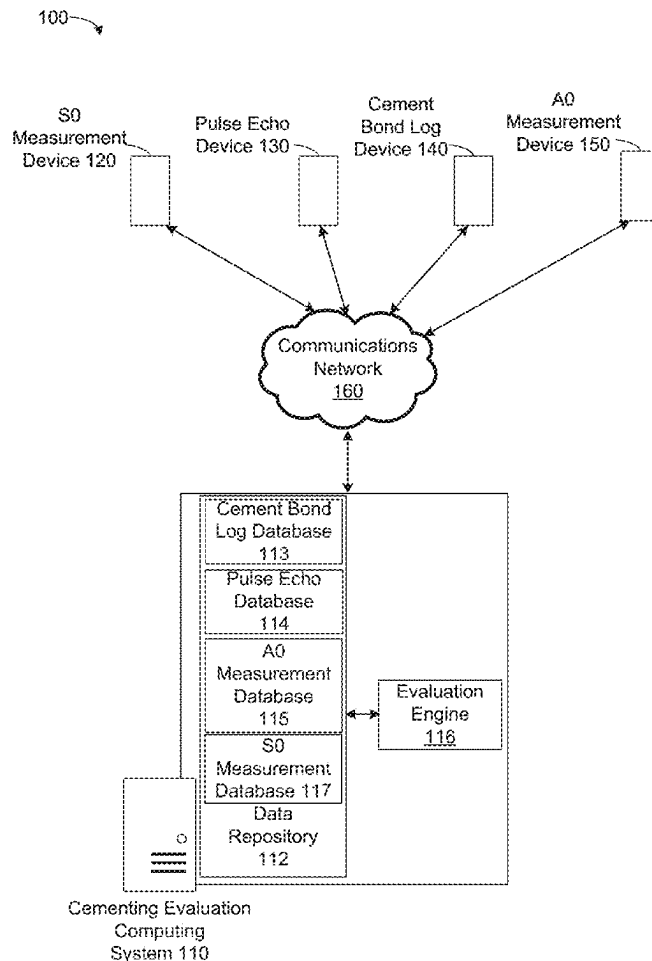 100
S0
Measurement
Device 120
Pulse Echo
Device 130
Cement
Bond Log
Device 140
A0
Measurement
Device 150
Communications
Network
160
Cement Bond
Log Database
113
Pulse Echo
Database
114
A0
Measurement
Database
115
S0
Measurement
Database 117
Data
Repository
112
Evaluation
Engine
116
Cementing Evaluation
Computing
System 110